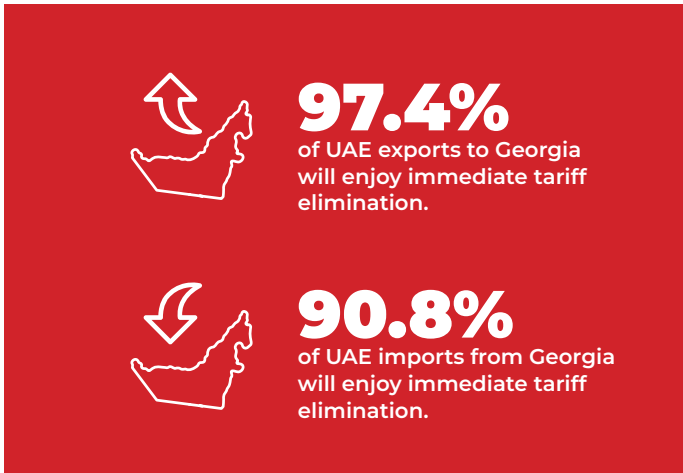 97.4%
of UAE exports to Georgia
will enjoy immediate tariff
elimination.
90.8%
of UAE imports from Georgia
will enjoy immediate tariff
elimination.